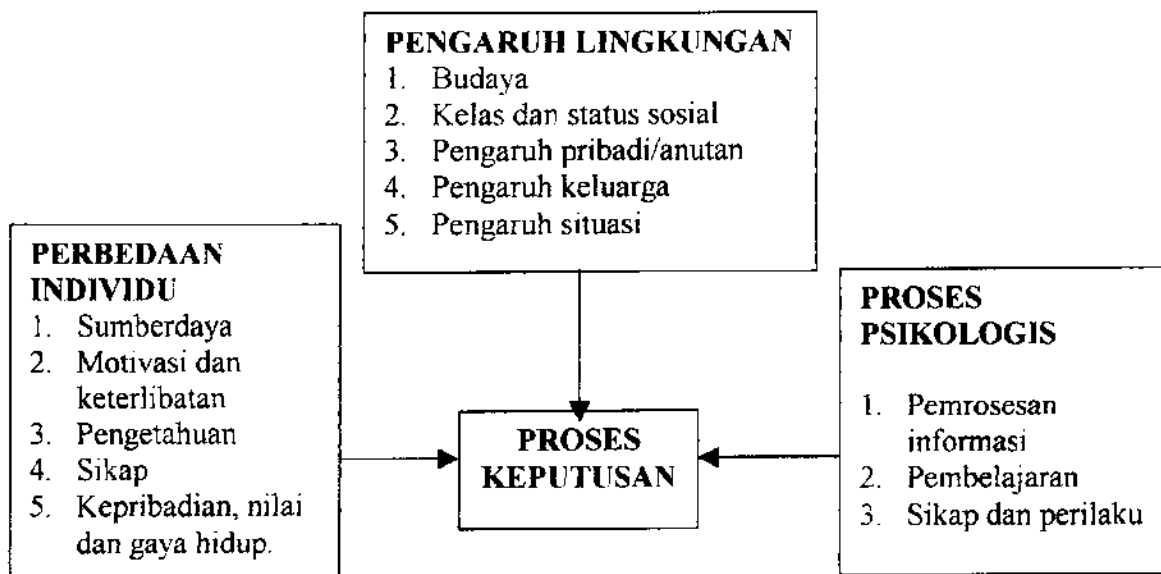 PENGARUH LINGKUNGAN
1. Budaya
2. Kelas dan status sosial
3. Pengaruh pribadi/anutan
4. Pengaruh keluarga
5. Pengaruh situasi
PERBEDAAN
INDIVIDU
1. Sumberdaya
2. Motivasi dan
keterlibatan
3. Pengetahuan
4. Sikap
5. Kepribadian, nilai
dan gaya hidup.
PROSES
KEPUTUSAN
PROSES
PSIKOLOGIS
1. Pemrosesan
informasi
2. Pembelajaran
3. Sikap dan perilaku